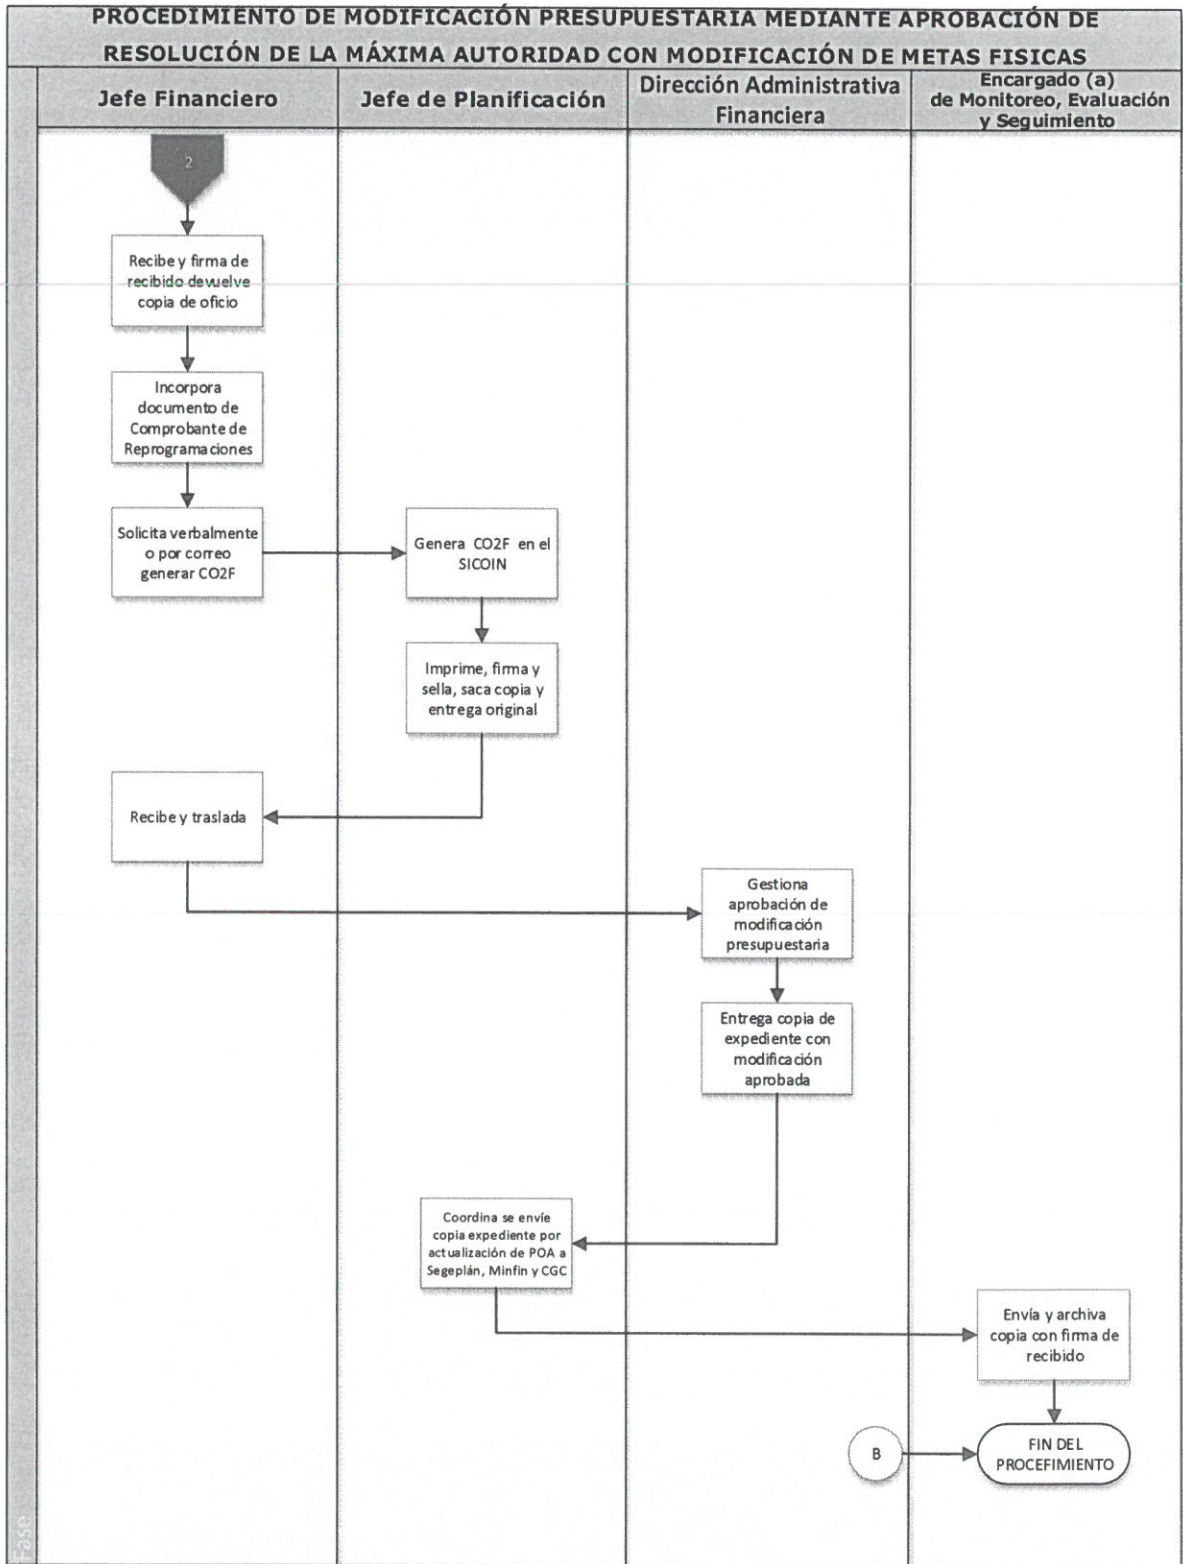 PROCEDIMIENTO DE MODIFICACIÓN PRESUPUESTARIA MEDIANTE APROBACIÓN DE
RESOLUCIÓN DE LA MÁXIMA AUTORIDAD CON MODIFICACIÓN DE METAS FISICAS
Jefe Financiero
Jefe de Planificación
Dirección Administrativa
Financiera
Encargado (a)
de Monitoreo, Evaluación
y Seguimiento
2
Recibe y firma de
recibido devuelve
copia de oficio
Incorpora
documento de
Comprobante de
Reprogramaciones
Solicita verbalmente
o por correo
generar CO2F
Genera CO2F en el
SICOIN
Imprime, firma y
sella, saca copia y
entrega original
Recibe y traslada
Gestiona
aprobación de
modificación
presupuestaria
Entrega copia de
expediente con
modificación
aprobada
Coordina se envíe
copia expediente por
actualización de POA a
Segeplán, Minfin y CGC
Envía y archiva
copia con firma de
recibido
B
FIN DEL
PROCEFIMIENTO
Fase